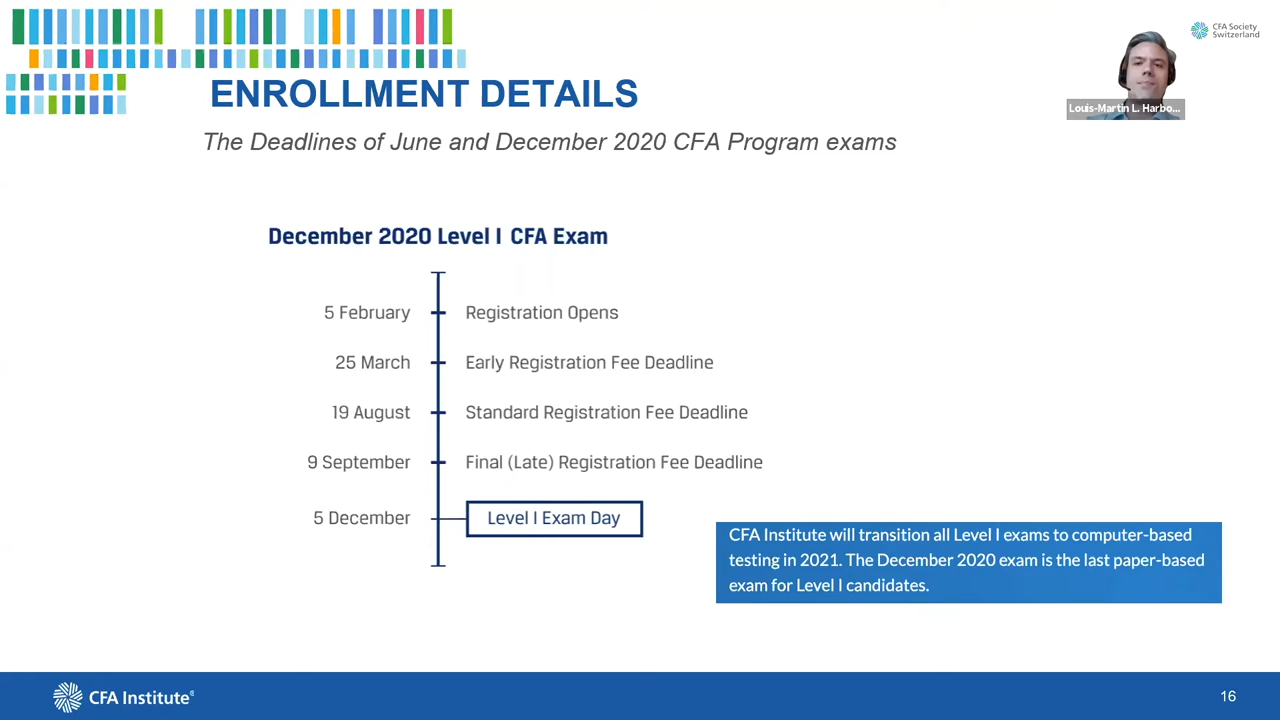 CFA Society
Switzerland
ENROLLMENT DETAILS
Louis-Martin L. Harbo...
The Deadlines of June and December 2020 CFA Program exams
December 2020 Level I CFA Exam
5 February Registration Opens
25 March Early Registration Fee Deadline
19 August Standard Registration Fee Deadline
9 September Final (Late) Registration Fee Deadline
5 December Level I Exam Day
CFA Institute will transition all Level I exams to computer-based
testing in 2021. The December 2020 exam is the last paper-based
exam for Level I candidates.
CFA Institute
16